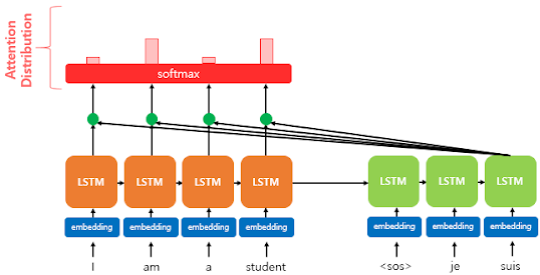 Attention
Distribution
softmax
LSTM LSTM LSTM LSTM LSTM LSTM LSTM
embedding embedding embedding embedding embedding embedding embedding
I am a student <sos> je suis